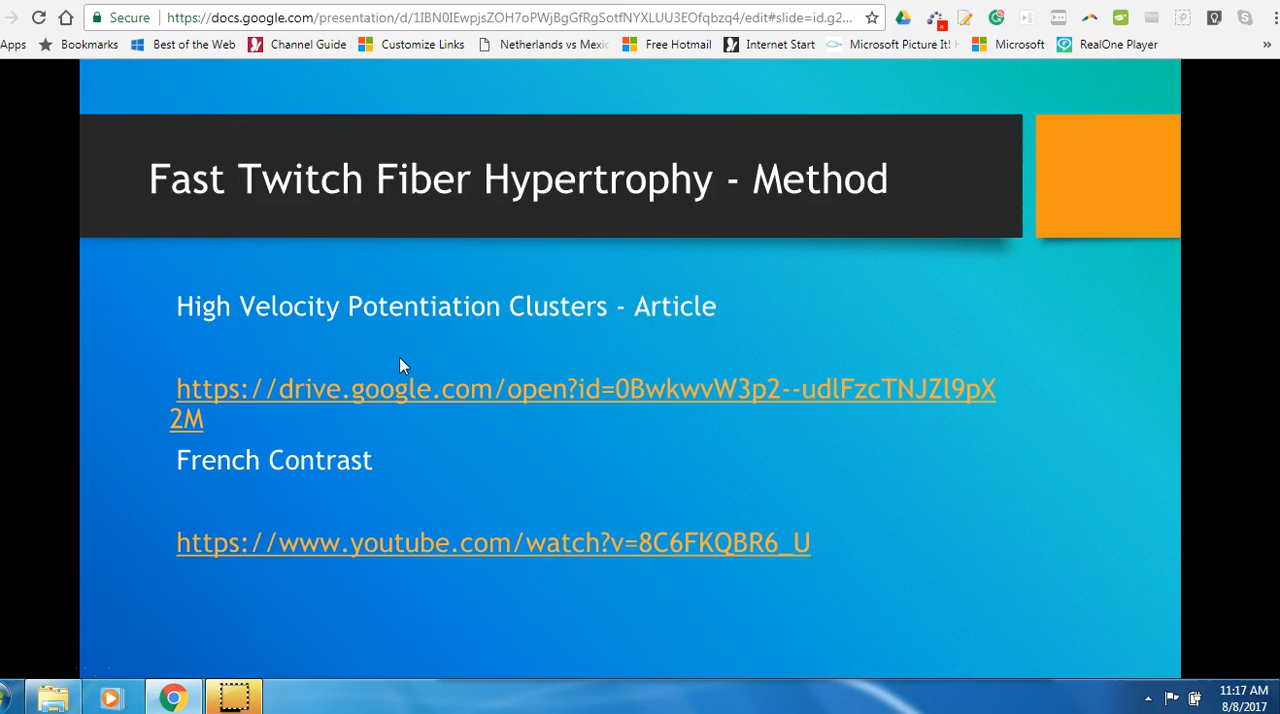 Secure
https://docs.google.com/presentation/d/1IBN0IEwpjsZOH7oPWjBgGfRgSotfNYXLUU3EOfqbzq4/edit#slide=id.g2...
Apps Bookmarks Best of the Web Channel Guide Customize Links Netherlands vs Mexic Free Hotmail Internet Start Microsoft Picture It! Microsoft RealOne Player »
Fast Twitch Fiber Hypertrophy - Method
High Velocity Potentiation Clusters - Article
https://drive.google.com/open?id=0BwkwvW3p2--udlFzcTNJZl9pX
2M
French Contrast
https://www.youtube.com/watch?v=8C6FKQBR6_U
11:17 AM
8/8/2017